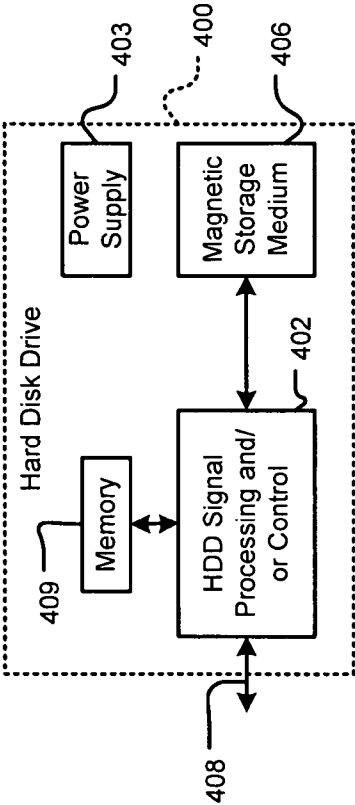 Hard Disk Drive
400
403
Power
Supply
409
Memory
406
Magnetic
Storage
Medium
402
HDD Signal
Processing and/
or Control
408